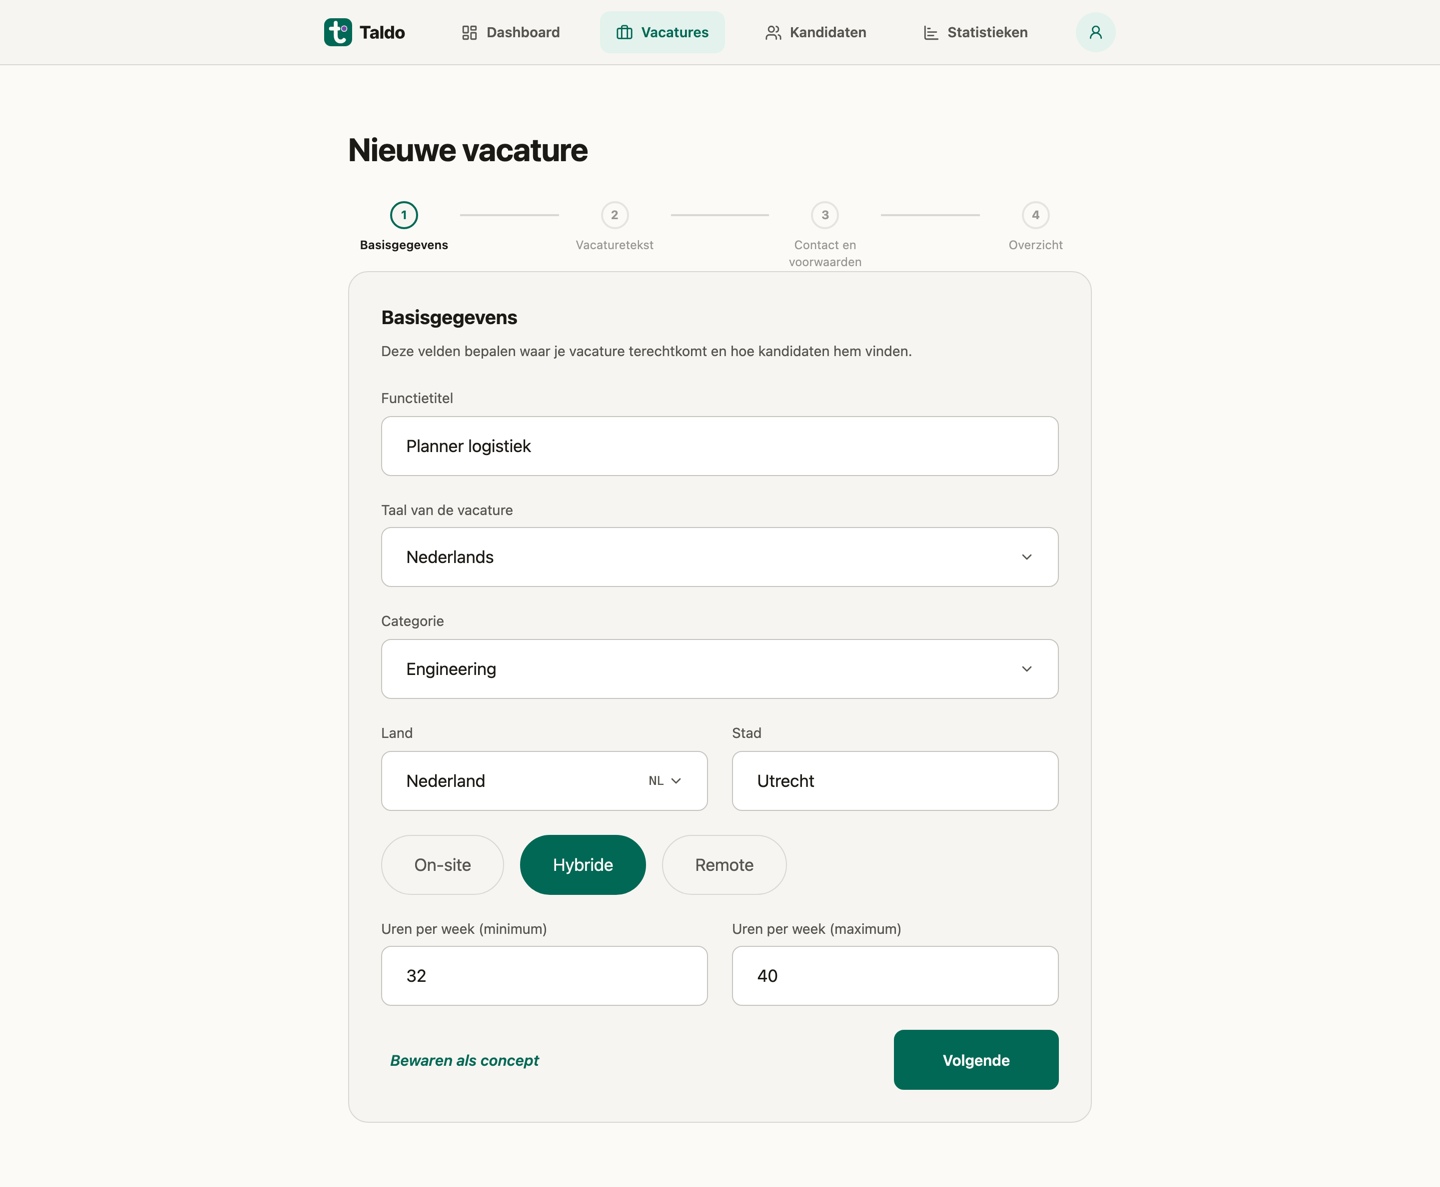 Taldo
Dashboard
Vacatures
Kandidaten
Statistieken
Nieuwe vacature
1
Basisgegevens
2
Vacaturetekst
3
Contact en
voorwaarden
4
Overzicht
Basisgegevens
Deze velden bepalen waar je vacature terechtkomt en hoe kandidaten hem vinden.
Functietitel
Planner logistiek
Taal van de vacature
Nederlands
Categorie
Engineering
Land
Stad
Nederland NL
Utrecht
On-site
Hybride
Remote
Uren per week (minimum)
Uren per week (maximum)
32
40
Bewaren als concept
Volgende